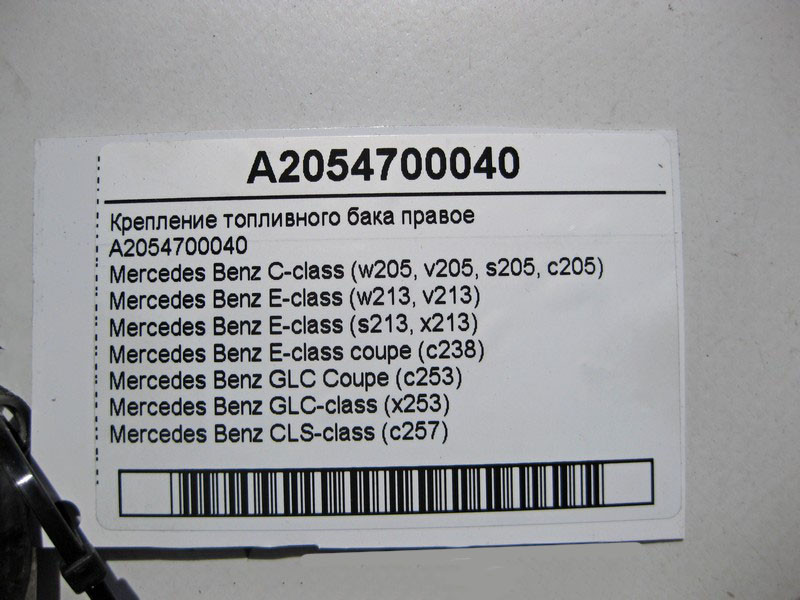 A2054700040
Крепление топливного бака правое
A2054700040
Mercedes Benz C-class (w205, v205, s205, c205)
Mercedes Benz E-class (w213, v213)
Mercedes Benz E-class (s213, x213)
Mercedes Benz E-class coupe (c238)
Mercedes Benz GLC Coupe (c253)
Mercedes Benz GLC-class (x253)
Mercedes Benz CLS-class (c257)